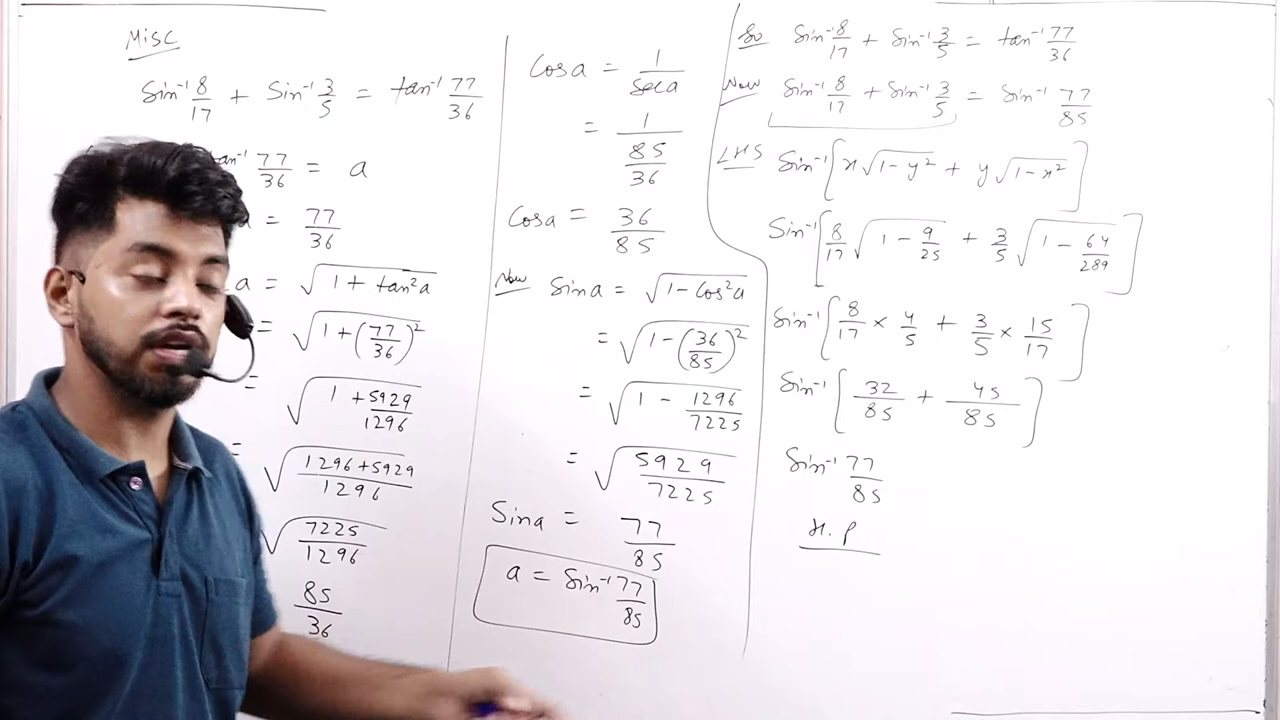 Misc
Sin⁻¹ 8/17 + Sin⁻¹ 3/5 = tan⁻¹ 77/36
tan⁻¹ 77/36 = a
= 77/36
a = √(1 + tan²a)
= √(1 + (77/36)²)
= √(1 + 5929/1296)
= √((1296 + 5929)/1296)
√(7225/1296)
85/36
Cosa = 1/Seca
= 1/(85/36)
Cosa = 36/85
Now Sina = √(1 - Cos²a)
= √(1 - (36/85)²)
= √(1 - 1296/7225)
= √(5929/7225)
Sina = 77/85
a = Sin⁻¹ 77/85
So Sin⁻¹ 8/17 + Sin⁻¹ 3/5 = tan⁻¹ 77/36
Now Sin⁻¹ 8/17 + Sin⁻¹ 3/5 = Sin⁻¹ 77/85
LHS Sin⁻¹[x√(1-y²) + y√(1-x²)]
Sin⁻¹[8/17 √(1 - 9/25) + 3/5 √(1 - 64/289)]
Sin⁻¹[8/17 × 4/5 + 3/5 × 15/17]
Sin⁻¹[32/85 + 45/85]
Sin⁻¹ 77/85
H.P